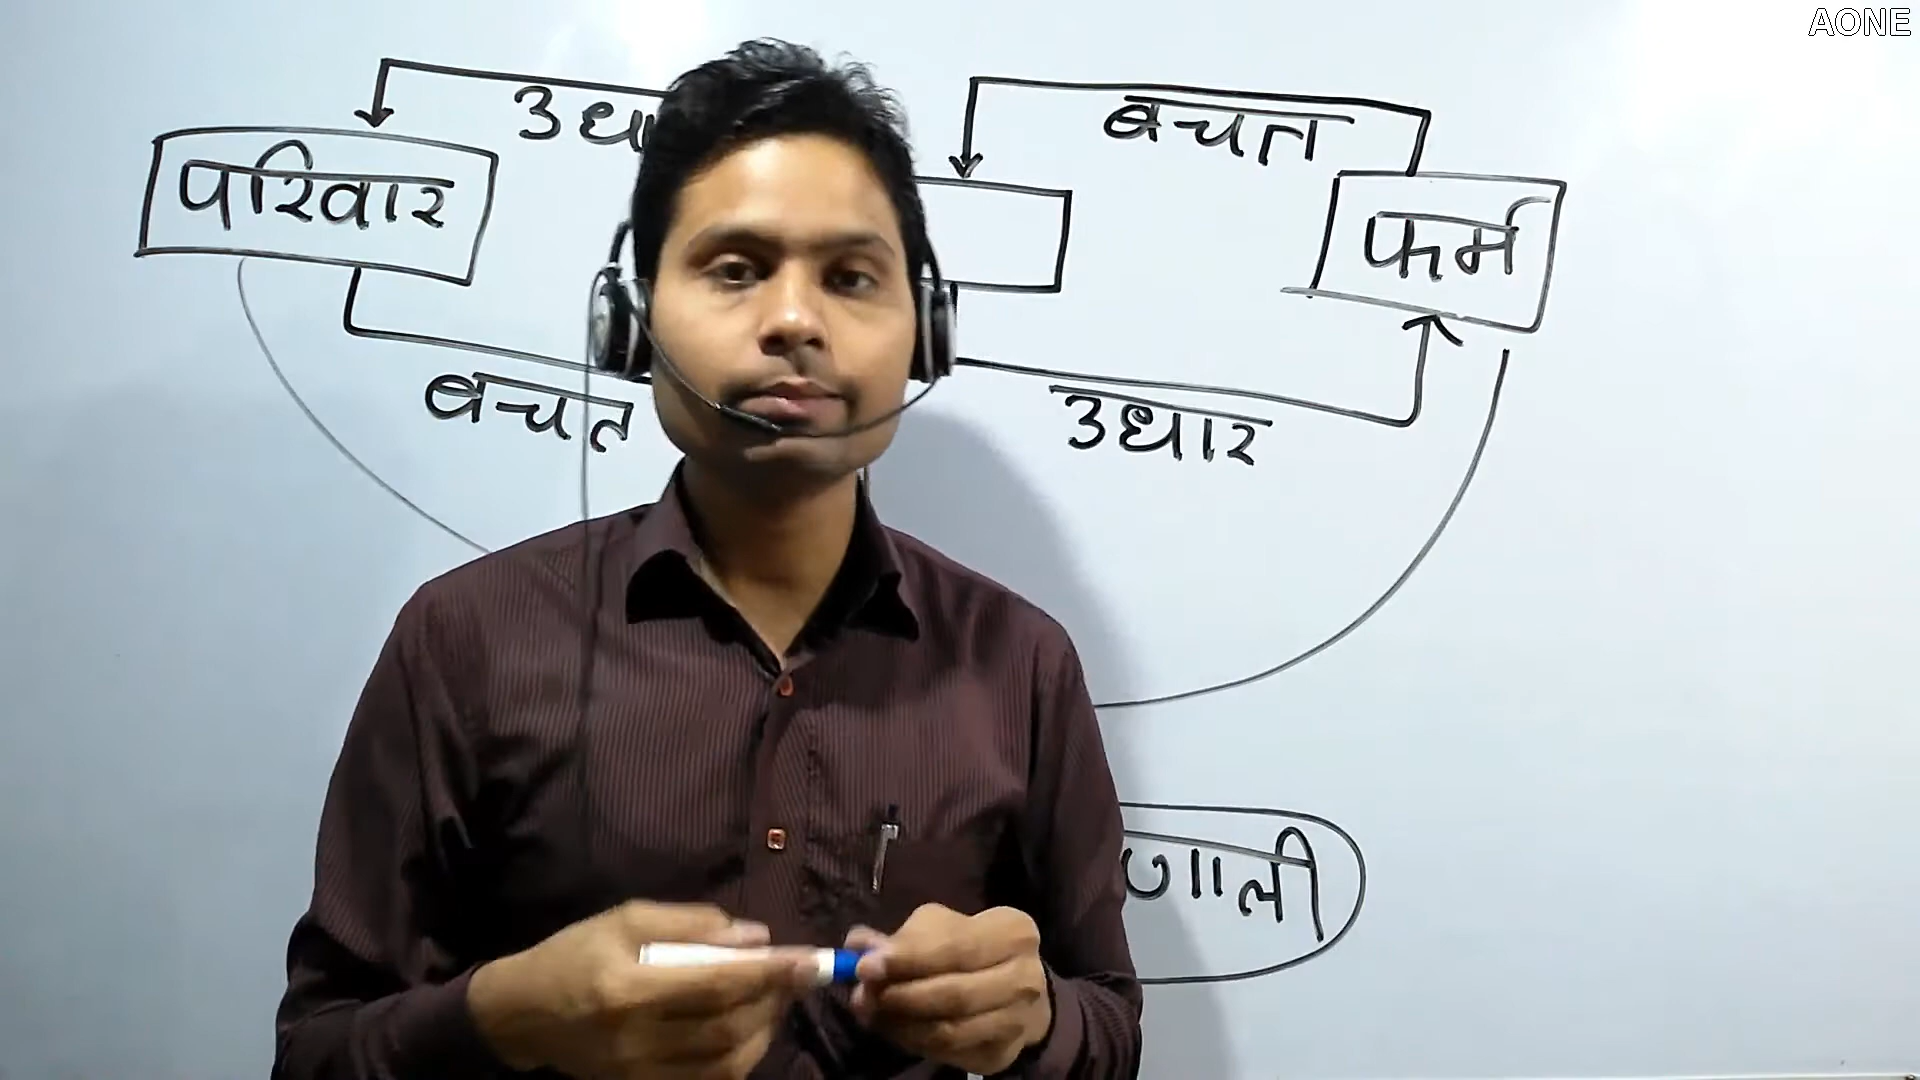 AONE
बचत
परिवार
फर्म
बचत
उधार